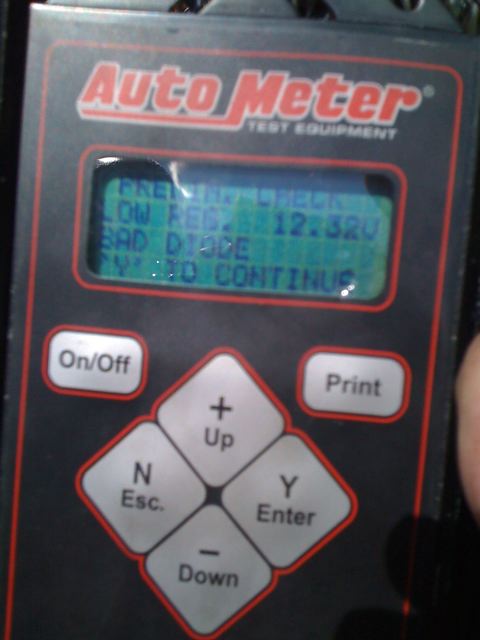 Auto Meter®
TEST EQUIPMENT
PRELIM. CHECK
LOW REG. 12.32V
BAD DIODE
'Y' TO CONTINUE
On/Off
Print
+
Up
N
Esc.
Y
Enter
−
Down